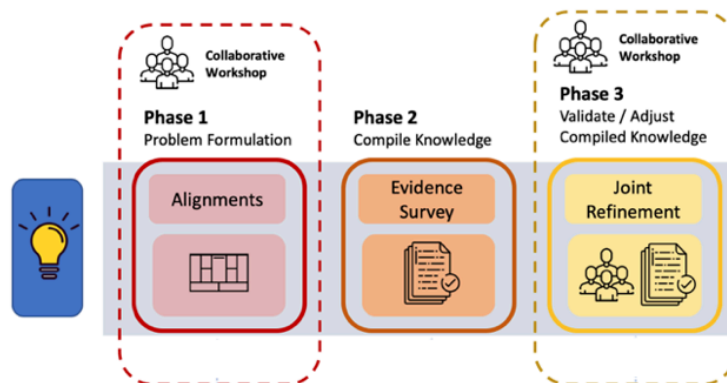 Collaborative
Workshop
Phase 1
Problem Formulation
Alignments
Phase 2
Compile Knowledge
Evidence
Survey
Collaborative
Workshop
Phase 3
Validate / Adjust
Compiled Knowledge
Joint
Refinement